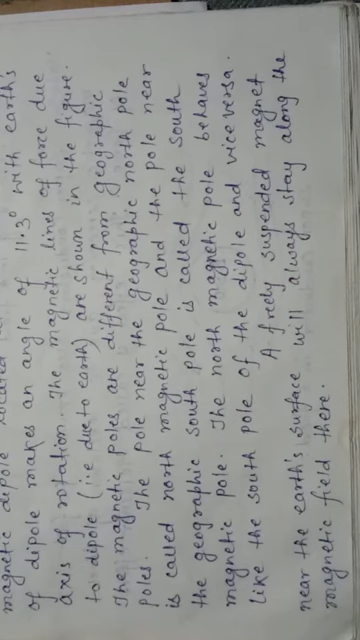 magnetic dipole located
of dipole makes an angle of 11.3° with earth's
axis of rotation. The magnetic lines of force due
to dipole (i.e due to earth) are shown in the figure.
The magnetic poles are different from geographic
poles. The pole near the geographic north pole
is called north magnetic pole and the pole near
the geographic south pole is called the south
magnetic pole. The north magnetic pole behaves
like the south pole of the dipole and vice versa.
A freely suspended magnet
near the earth's surface will always stay along the
magnetic field there.